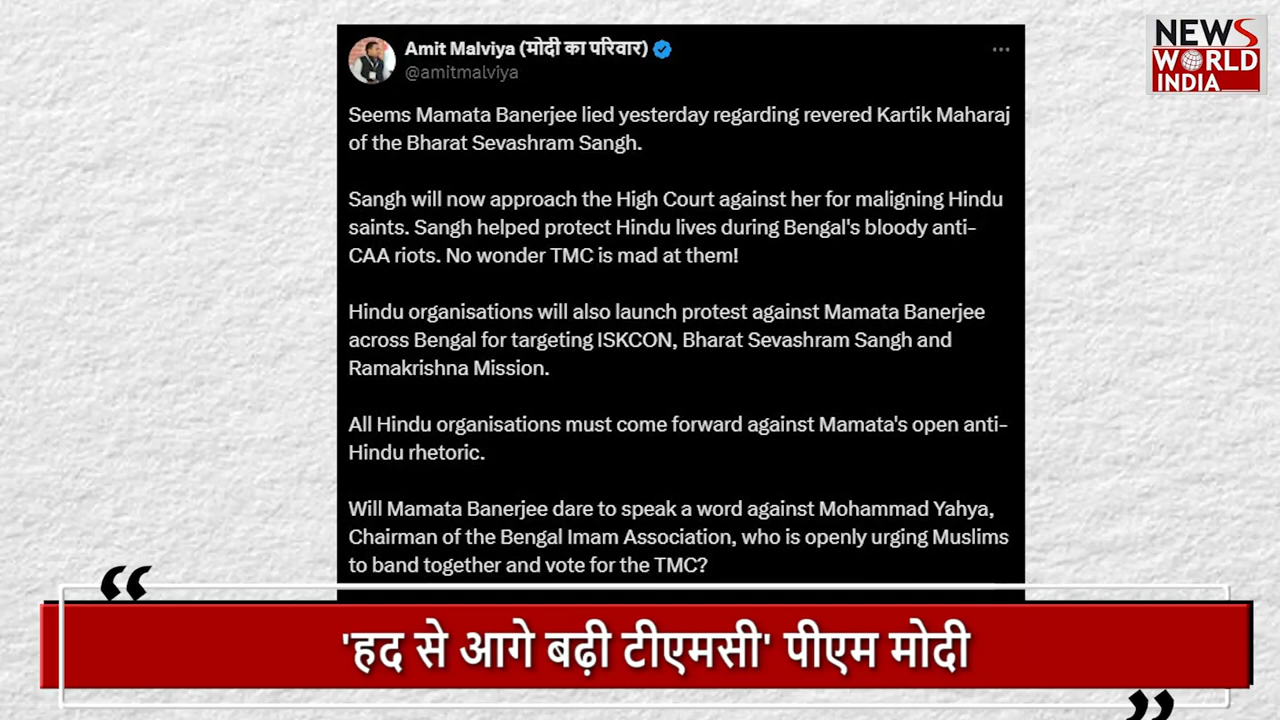 Amit Malviya (मोदी का परिवार)
@amitmalviya
NEWS
WORLD
INDIA
Seems Mamata Banerjee lied yesterday regarding revered Kartik Maharaj
of the Bharat Sevashram Sangh.
Sangh will now approach the High Court against her for maligning Hindu
saints. Sangh helped protect Hindu lives during Bengal's bloody anti-
CAA riots. No wonder TMC is mad at them!
Hindu organisations will also launch protest against Mamata Banerjee
across Bengal for targeting ISKCON, Bharat Sevashram Sangh and
Ramakrishna Mission.
All Hindu organisations must come forward against Mamata's open anti-
Hindu rhetoric.
Will Mamata Banerjee dare to speak a word against Mohammad Yahya,
Chairman of the Bengal Imam Association, who is openly urging Muslims
to band together and vote for the TMC?
“
'हद से आगे बढ़ी टीएमसी' पीएम मोदी
”